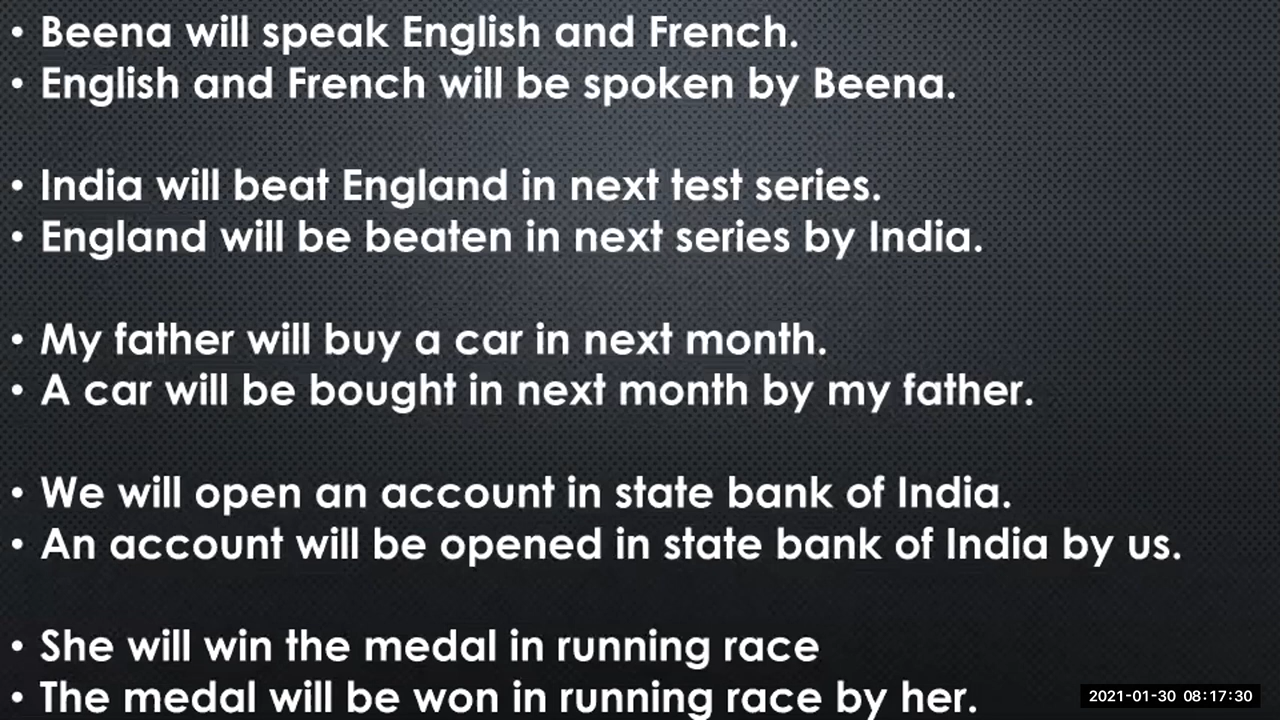 • Beena will speak English and French.
• English and French will be spoken by Beena.
• India will beat England in next test series.
• England will be beaten in next series by India.
• My father will buy a car in next month.
• A car will be bought in next month by my father.
• We will open an account in state bank of India.
• An account will be opened in state bank of India by us.
• She will win the medal in running race
• The medal will be won in running race by her.
2021-01-30 08:17:30